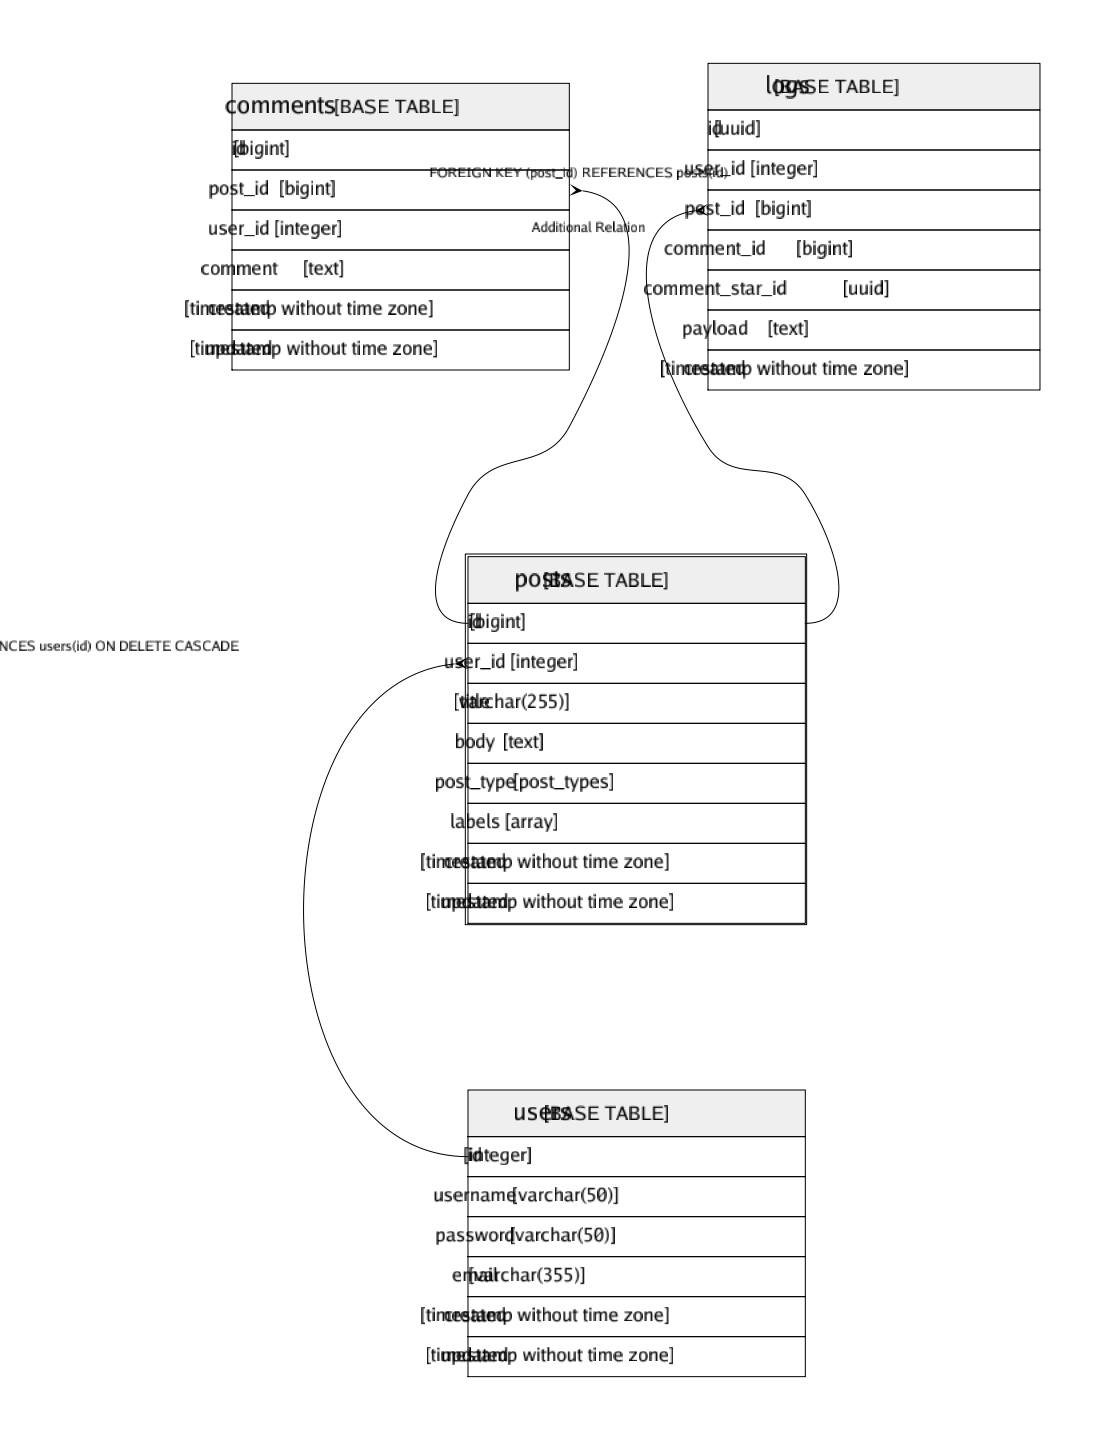 comments [BASE TABLE]
id [bigint]
post_id [bigint]
user_id [integer]
comment [text]
created [timestamp without time zone]
updated [timestamp without time zone]
logs [BASE TABLE]
id [uuid]
user_id [integer]
post_id [bigint]
comment_id [bigint]
comment_star_id [uuid]
payload [text]
created [timestamp without time zone]
FOREIGN KEY (post_id) REFERENCES posts(id)
Additional Relation
posts [BASE TABLE]
id [bigint]
user_id [integer]
title [varchar(255)]
body [text]
post_type [post_types]
labels [array]
created [timestamp without time zone]
updated [timestamp without time zone]
NCES users(id) ON DELETE CASCADE
users [BASE TABLE]
id [integer]
username [varchar(50)]
password [varchar(50)]
email [varchar(355)]
created [timestamp without time zone]
updated [timestamp without time zone]